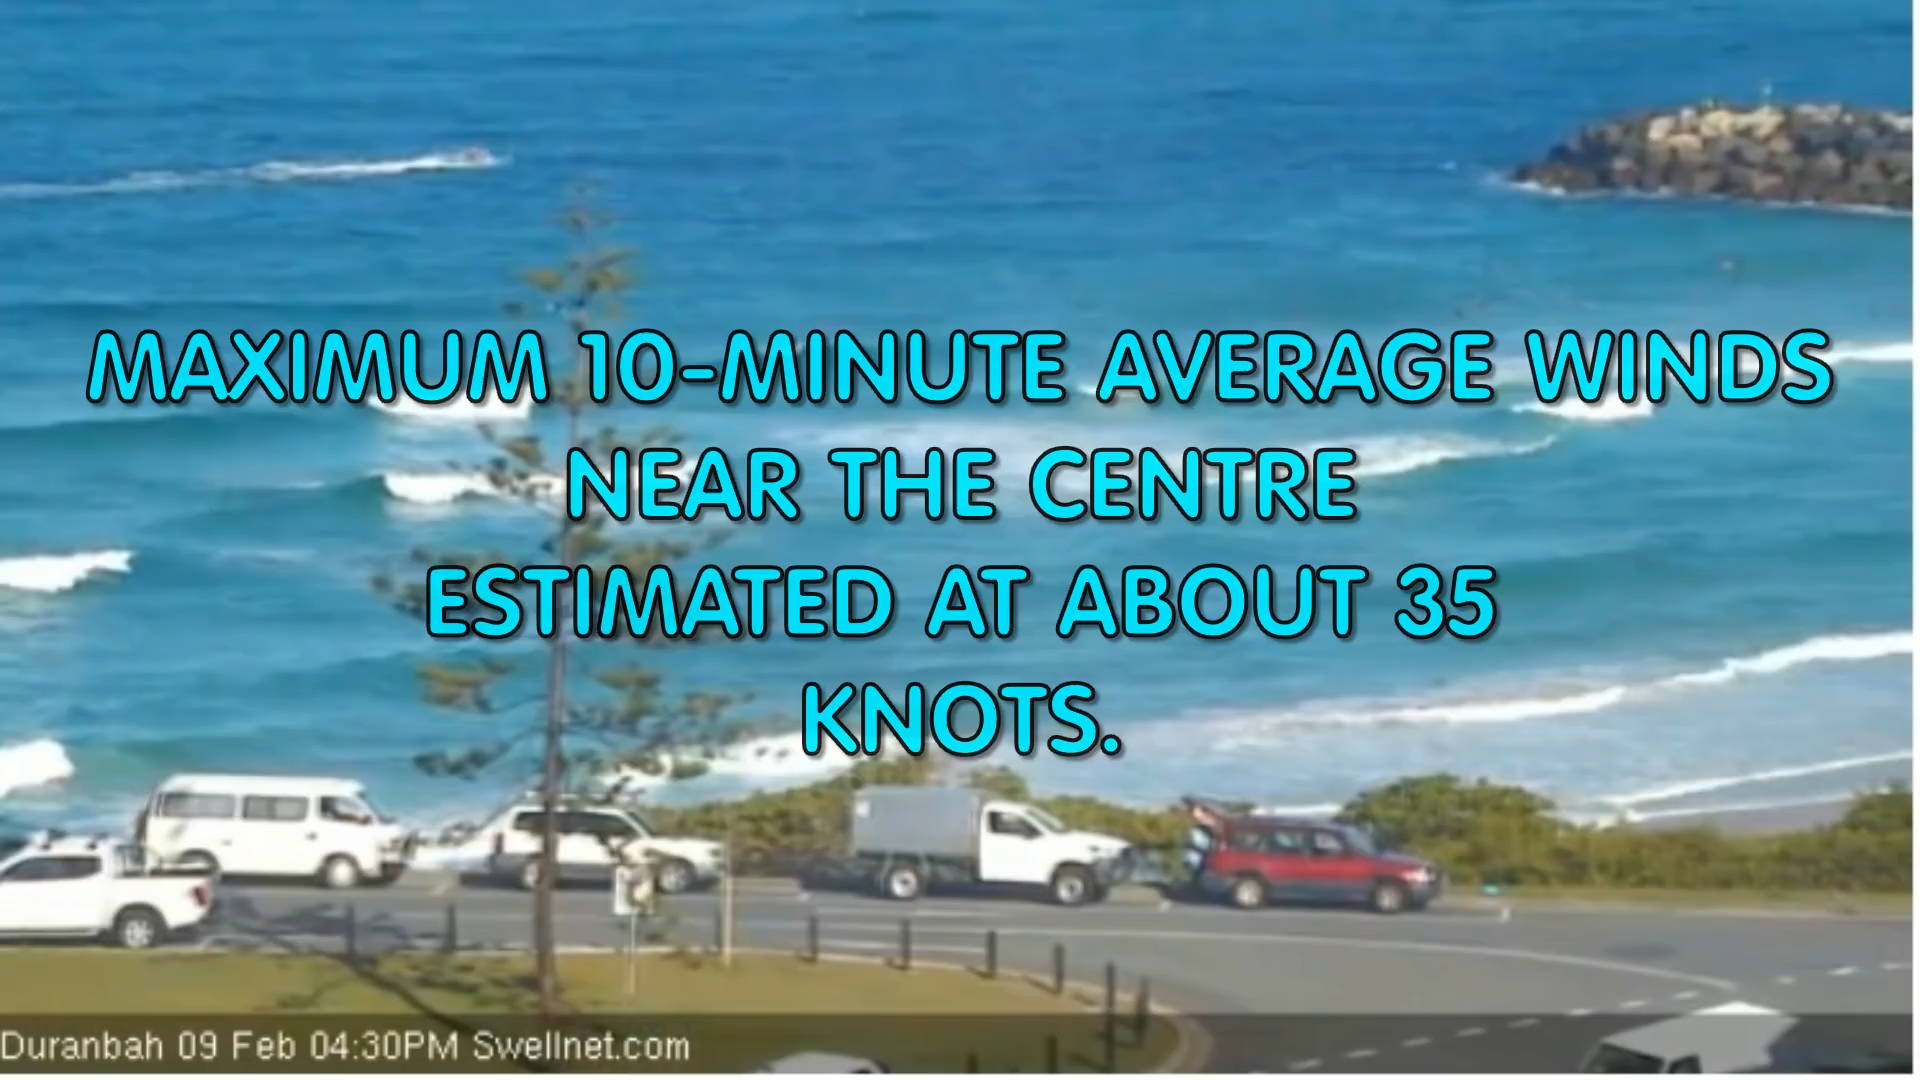 MAXIMUM 10-MINUTE AVERAGE WINDS
NEAR THE CENTRE
ESTIMATED AT ABOUT 35
KNOTS.
Duranbah 09 Feb 04:30PM Swellnet.com